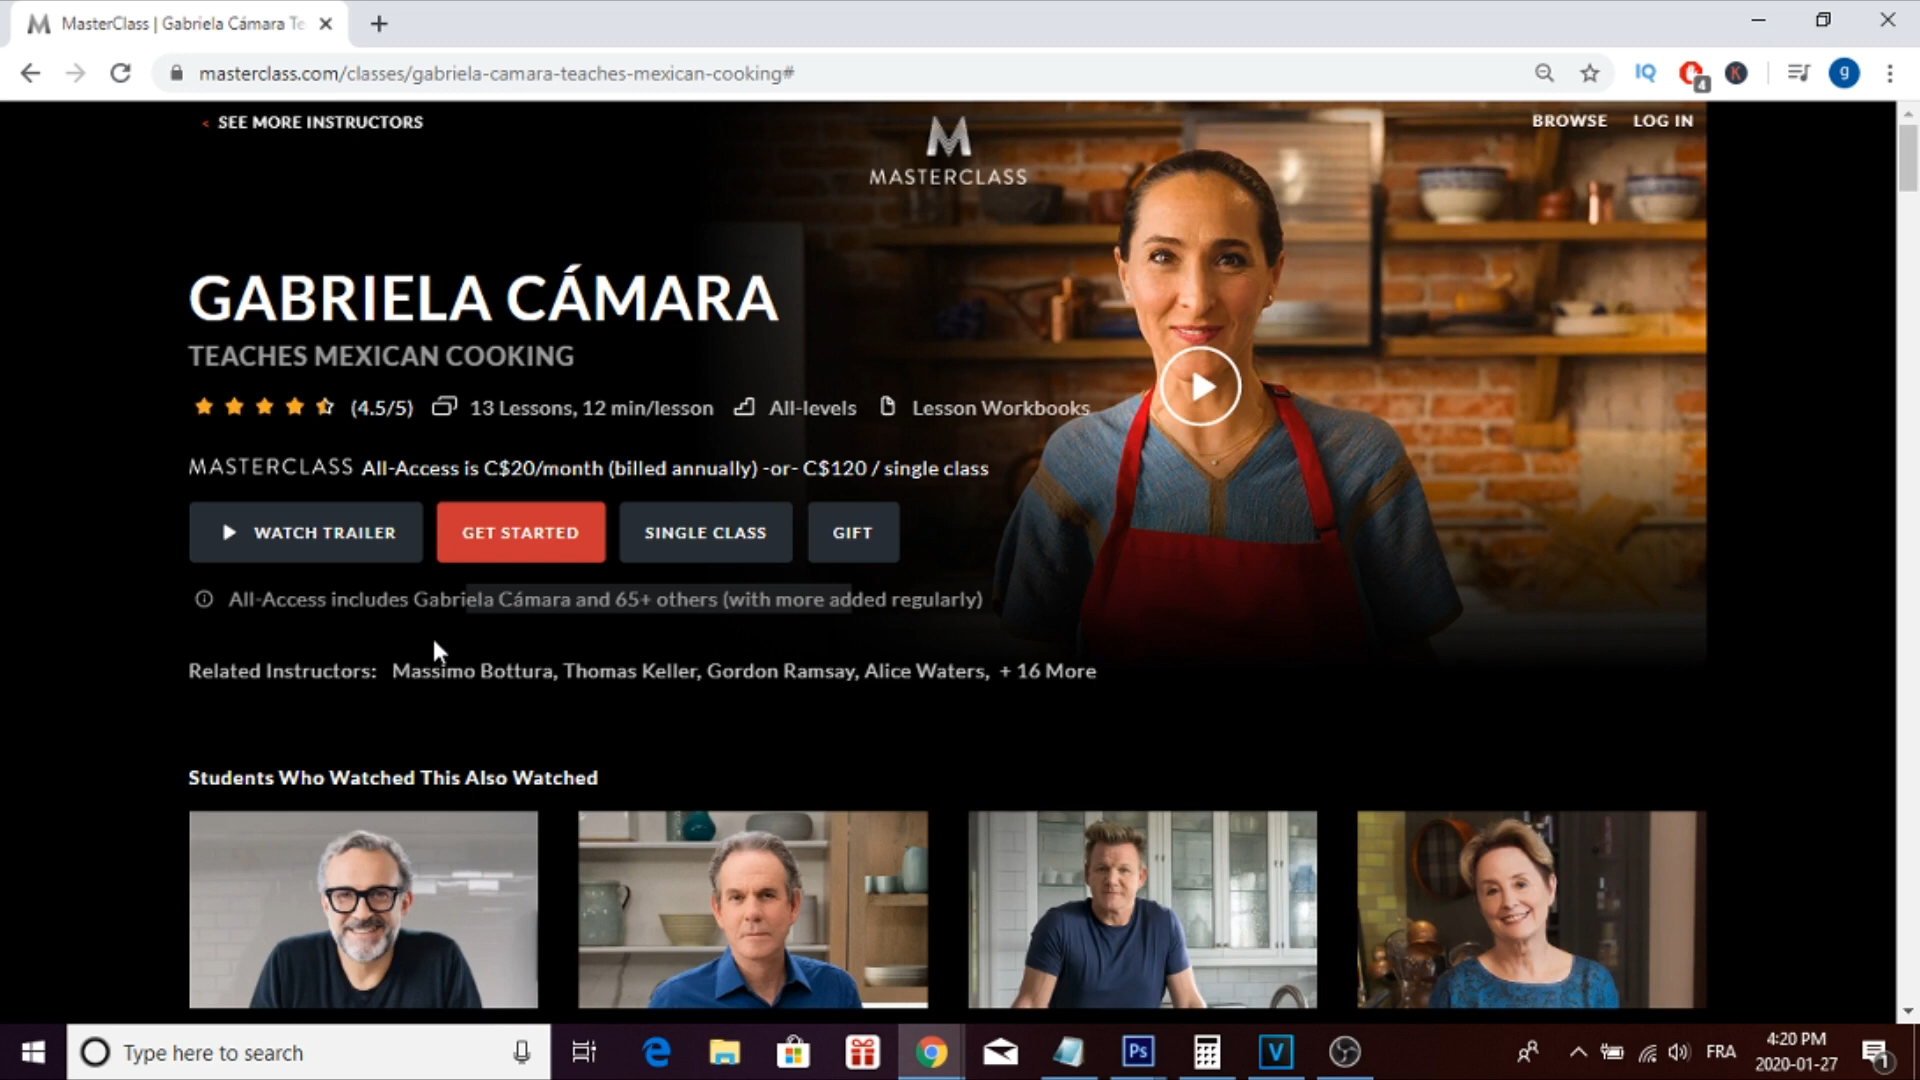 MasterClass | Gabriela Cámara Te
masterclass.com/classes/gabriela-camara-teaches-mexican-cooking#
IQ
4
K
g
< SEE MORE INSTRUCTORS
MASTERCLASS
BROWSE LOG IN
GABRIELA CÁMARA
TEACHES MEXICAN COOKING
(4.5/5) 13 Lessons, 12 min/lesson All-levels Lesson Workbooks
MASTERCLASS All-Access is C$20/month (billed annually) -or- C$120 / single class
WATCH TRAILER GET STARTED SINGLE CLASS GIFT
All-Access includes Gabriela Cámara and 65+ others (with more added regularly)
Related Instructors: Massimo Bottura, Thomas Keller, Gordon Ramsay, Alice Waters, + 16 More
Students Who Watched This Also Watched
Type here to search
Ps
V
FRA
4:20 PM
2020-01-27
1